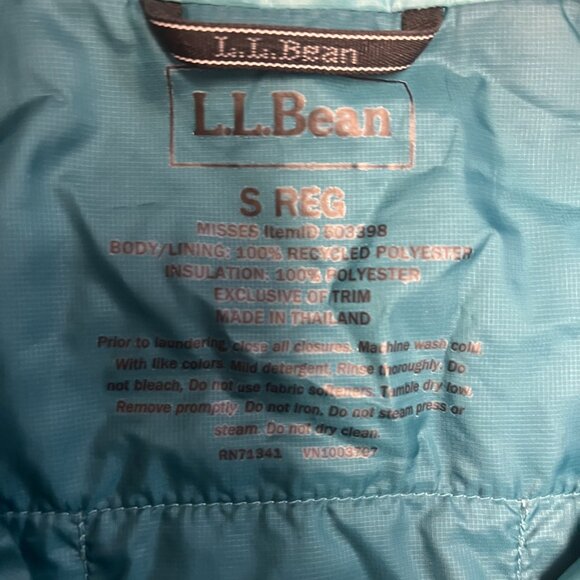 L.L.Bean
L.L.Bean
S REG
MISSES ItemID 503398
BODY/LINING: 100% RECYCLED POLYESTER
INSULATION: 100% POLYESTER
EXCLUSIVE OF TRIM
MADE IN THAILAND
Prior to laundering, close all closures. Machine wash cold.
With like colors. Mild detergent. Rinse thoroughly. Do
not bleach. Do not use fabric softeners. Tumble dry low.
Remove promptly. Do not iron. Do not steam press or
steam. Do not dry clean.
RN71341 VN1003707